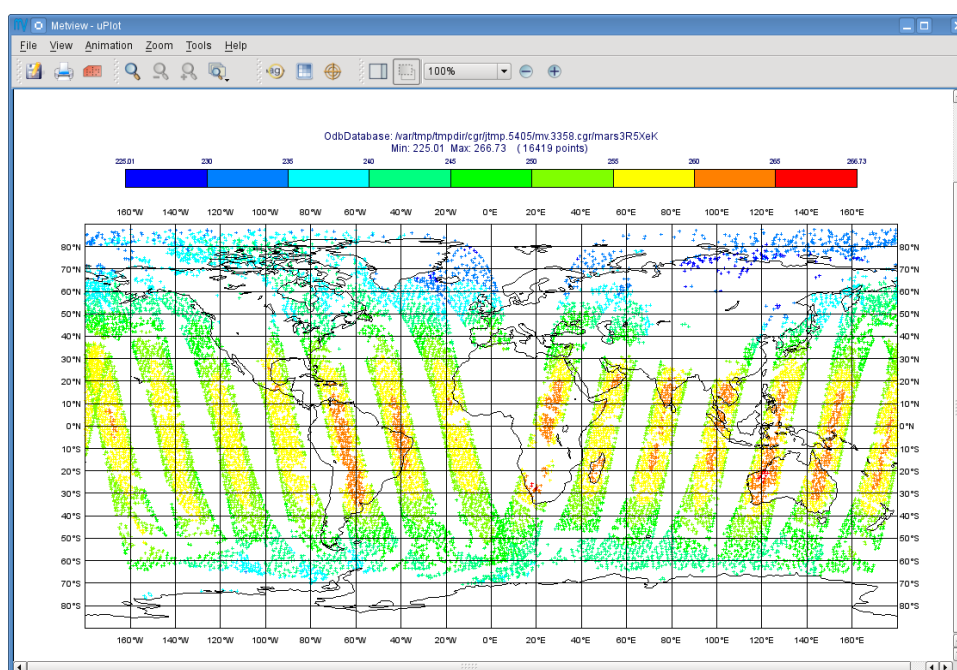 Metview - uPlot
File View Animation Zoom Tools Help
100%
OdbDatabase: /var/tmp/tmpdir/cgr/jtmp.5405/mv.3358.cgr/mars3R5XeK
Min: 225.01 Max: 266.73 ( 16419 points)
225.01 230 235 240 245 250 255 260 265 266.73
160°W 140°W 120°W 100°W 80°W 60°W 40°W 20°W 0°E 20°E 40°E 60°E 80°E 100°E 120°E 140°E 160°E
80°N 80°N
70°N 70°N
60°N 60°N
50°N 50°N
40°N 40°N
30°N 30°N
20°N 20°N
10°N 10°N
0°N 0°N
10°S 10°S
20°S 20°S
30°S 30°S
40°S 40°S
50°S 50°S
60°S 60°S
70°S 70°S
80°S 80°S
160°W 140°W 120°W 100°W 80°W 60°W 40°W 20°W 0°E 20°E 40°E 60°E 80°E 100°E 120°E 140°E 160°E